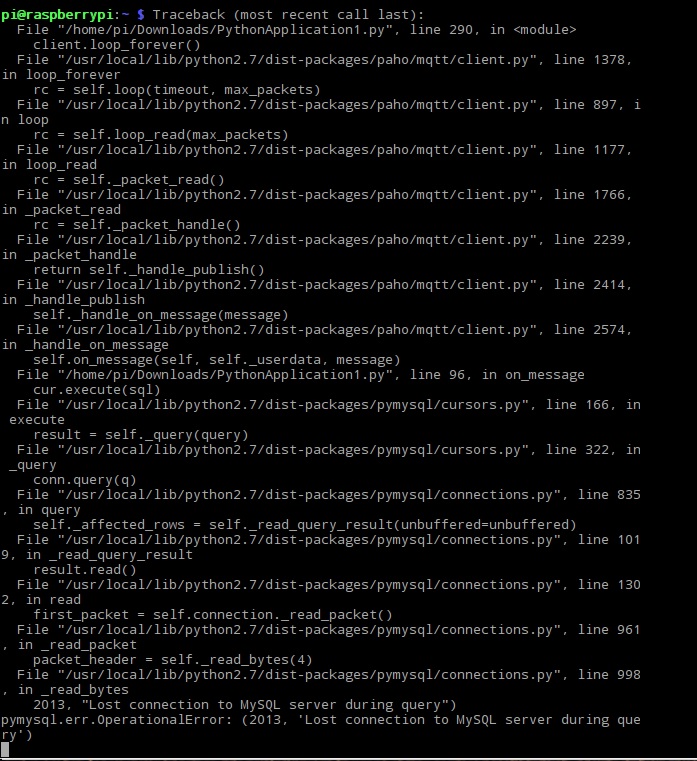 pi@raspberrypi:~ $ Traceback (most recent call last):
  File "/home/pi/Downloads/PythonApplication1.py", line 290, in <module>
    client.loop_forever()
  File "/usr/local/lib/python2.7/dist-packages/paho/mqtt/client.py", line 1378,
in loop_forever
    rc = self.loop(timeout, max_packets)
  File "/usr/local/lib/python2.7/dist-packages/paho/mqtt/client.py", line 897, i
n loop
    rc = self.loop_read(max_packets)
  File "/usr/local/lib/python2.7/dist-packages/paho/mqtt/client.py", line 1177,
in loop_read
    rc = self._packet_read()
  File "/usr/local/lib/python2.7/dist-packages/paho/mqtt/client.py", line 1766,
in _packet_read
    rc = self._packet_handle()
  File "/usr/local/lib/python2.7/dist-packages/paho/mqtt/client.py", line 2239,
in _packet_handle
    return self._handle_publish()
  File "/usr/local/lib/python2.7/dist-packages/paho/mqtt/client.py", line 2414,
in _handle_publish
    self._handle_on_message(message)
  File "/usr/local/lib/python2.7/dist-packages/paho/mqtt/client.py", line 2574,
in _handle_on_message
    self.on_message(self, self._userdata, message)
  File "/home/pi/Downloads/PythonApplication1.py", line 96, in on_message
    cur.execute(sql)
  File "/usr/local/lib/python2.7/dist-packages/pymysql/cursors.py", line 166, in
 execute
    result = self._query(query)
  File "/usr/local/lib/python2.7/dist-packages/pymysql/cursors.py", line 322, in
 _query
    conn.query(q)
  File "/usr/local/lib/python2.7/dist-packages/pymysql/connections.py", line 835
, in query
    self._affected_rows = self._read_query_result(unbuffered=unbuffered)
  File "/usr/local/lib/python2.7/dist-packages/pymysql/connections.py", line 101
9, in _read_query_result
    result.read()
  File "/usr/local/lib/python2.7/dist-packages/pymysql/connections.py", line 130
2, in read
    first_packet = self.connection._read_packet()
  File "/usr/local/lib/python2.7/dist-packages/pymysql/connections.py", line 961
, in _read_packet
    packet_header = self._read_bytes(4)
  File "/usr/local/lib/python2.7/dist-packages/pymysql/connections.py", line 998
, in _read_bytes
    2013, "Lost connection to MySQL server during query")
pymysql.err.OperationalError: (2013, 'Lost connection to MySQL server during que
ry')